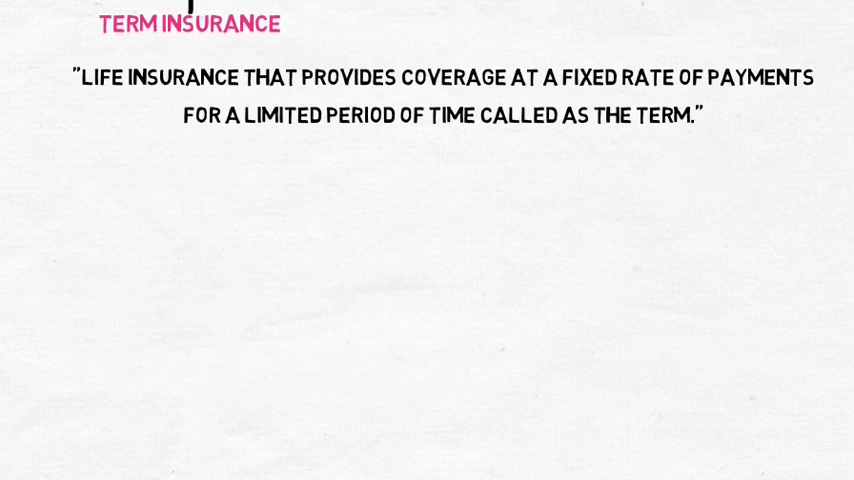 TERM INSURANCE
"LIFE INSURANCE THAT PROVIDES COVERAGE AT A FIXED RATE OF PAYMENTS
FOR A LIMITED PERIOD OF TIME CALLED AS THE TERM."